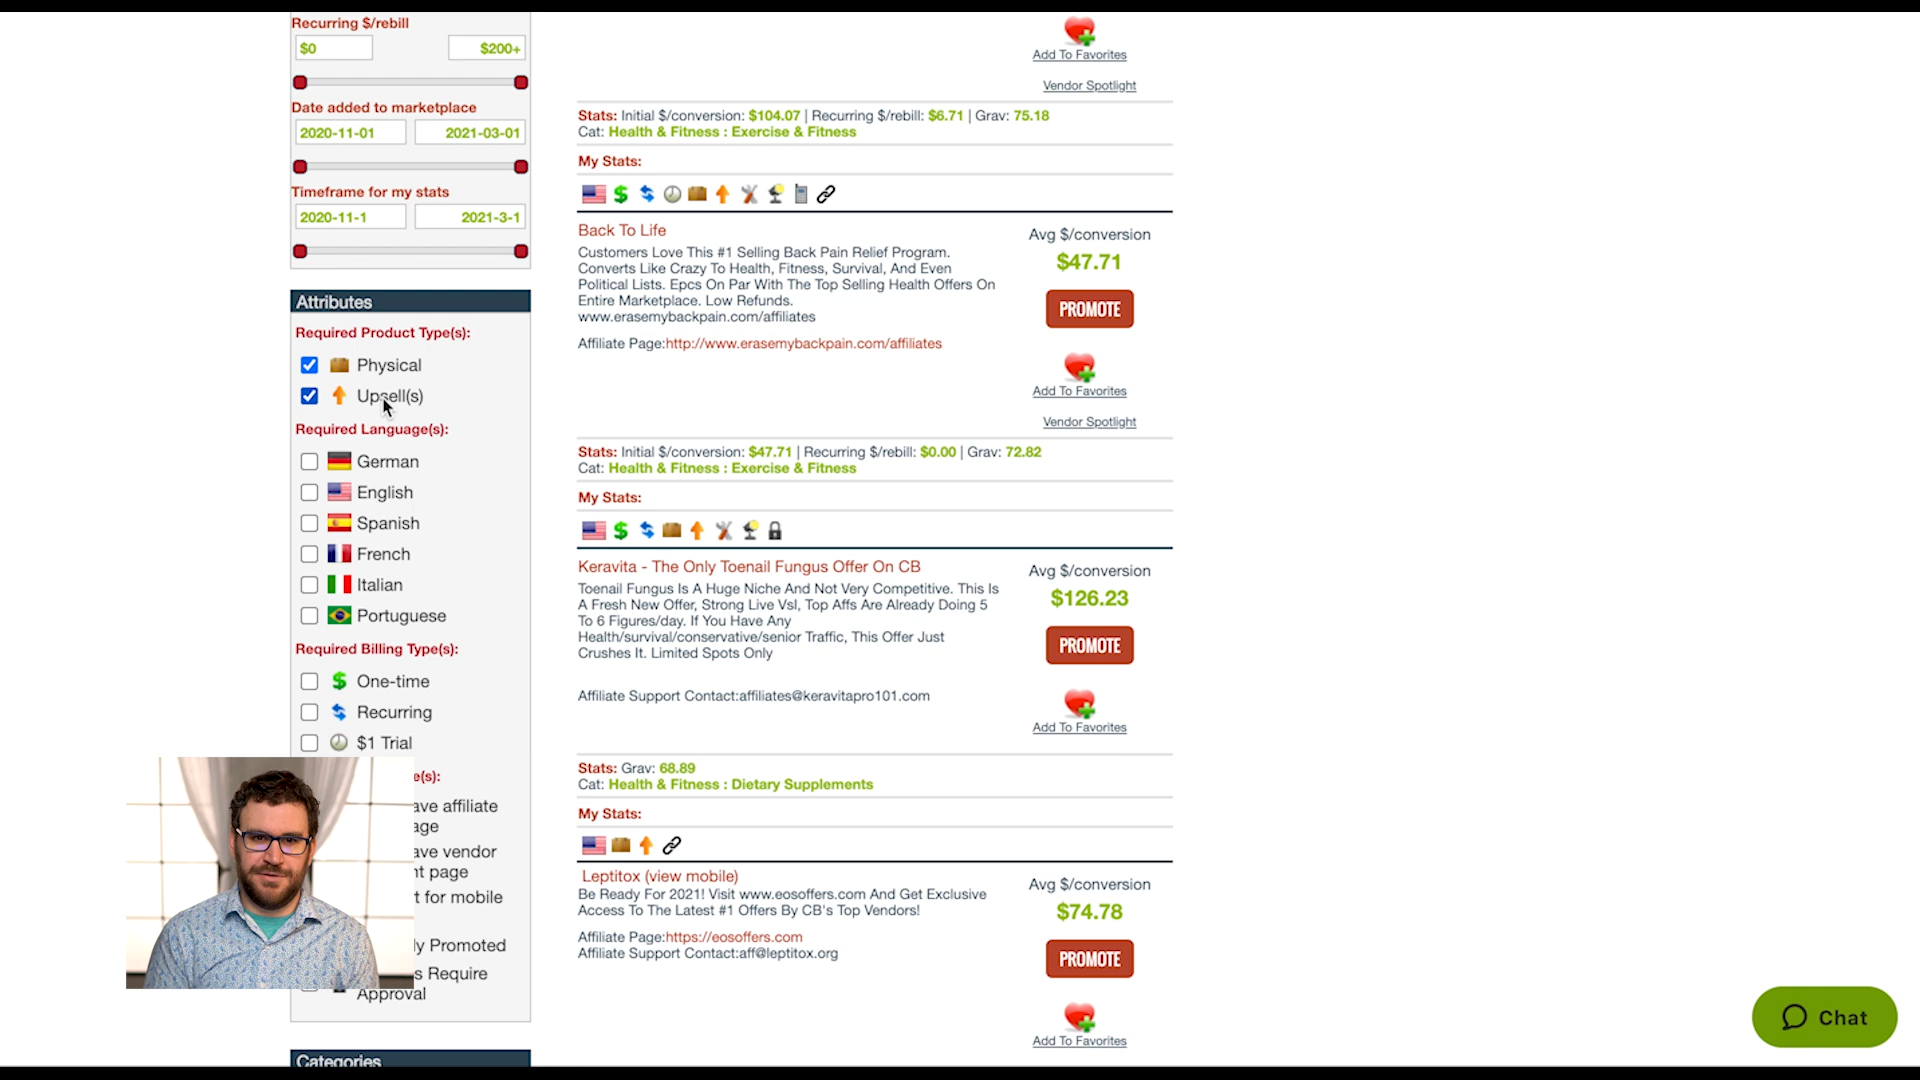 Recurring $/rebill
$0
$200+
Date added to marketplace
2020-11-01
2021-03-01
Timeframe for my stats
2020-11-1
2021-3-1
Attributes
Required Product Type(s):
Physical
Upsell(s)
Required Language(s):
German
English
Spanish
French
Italian
Portuguese
Required Billing Type(s):
One-time
Recurring
$1 Trial
e(s):
ave affiliate
age
ave vendor
nt page
t for mobile
ly Promoted
s Require
Approval
Categories
Add To Favorites
Vendor Spotlight
Stats: Initial $/conversion: $104.07 | Recurring $/rebill: $6.71 | Grav: 75.18
Cat: Health & Fitness : Exercise & Fitness
My Stats:
Back To Life
Customers Love This #1 Selling Back Pain Relief Program.
Converts Like Crazy To Health, Fitness, Survival, And Even
Political Lists. Epcs On Par With The Top Selling Health Offers On
Entire Marketplace. Low Refunds.
www.erasemybackpain.com/affiliates
Affiliate Page:http://www.erasemybackpain.com/affiliates
Avg $/conversion
$47.71
PROMOTE
Add To Favorites
Vendor Spotlight
Stats: Initial $/conversion: $47.71 | Recurring $/rebill: $0.00 | Grav: 72.82
Cat: Health & Fitness : Exercise & Fitness
My Stats:
Keravita - The Only Toenail Fungus Offer On CB
Toenail Fungus Is A Huge Niche And Not Very Competitive. This Is
A Fresh New Offer, Strong Live Vsl, Top Affs Are Already Doing 5
To 6 Figures/day. If You Have Any
Health/survival/conservative/senior Traffic, This Offer Just
Crushes It. Limited Spots Only
Affiliate Support Contact:affiliates@keravitapro101.com
Avg $/conversion
$126.23
PROMOTE
Add To Favorites
Stats: Grav: 68.89
Cat: Health & Fitness : Dietary Supplements
My Stats:
Leptitox (view mobile)
Be Ready For 2021! Visit www.eosoffers.com And Get Exclusive
Access To The Latest #1 Offers By CB's Top Vendors!
Affiliate Page:https://eosoffers.com
Affiliate Support Contact:aff@leptitox.org
Avg $/conversion
$74.78
PROMOTE
Add To Favorites
Chat